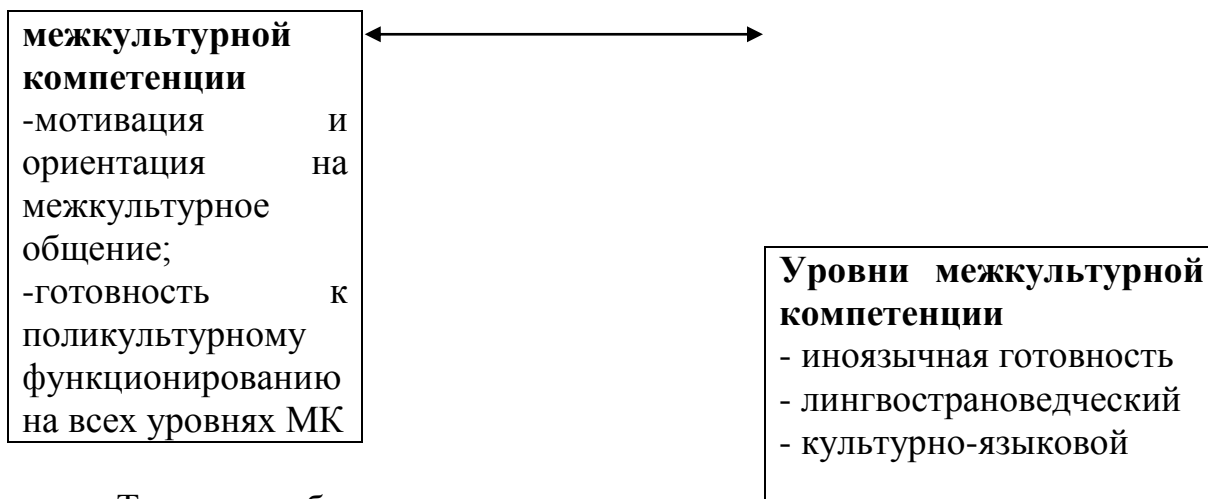 межкультурной
компетенции
-мотивация и
ориентация на
межкультурное
общение;
-готовность к
поликультурному
функционированию
на всех уровнях МК
Уровни межкультурной
компетенции
- иноязычная готовность
- лингвострановедческий
- культурно-языковой